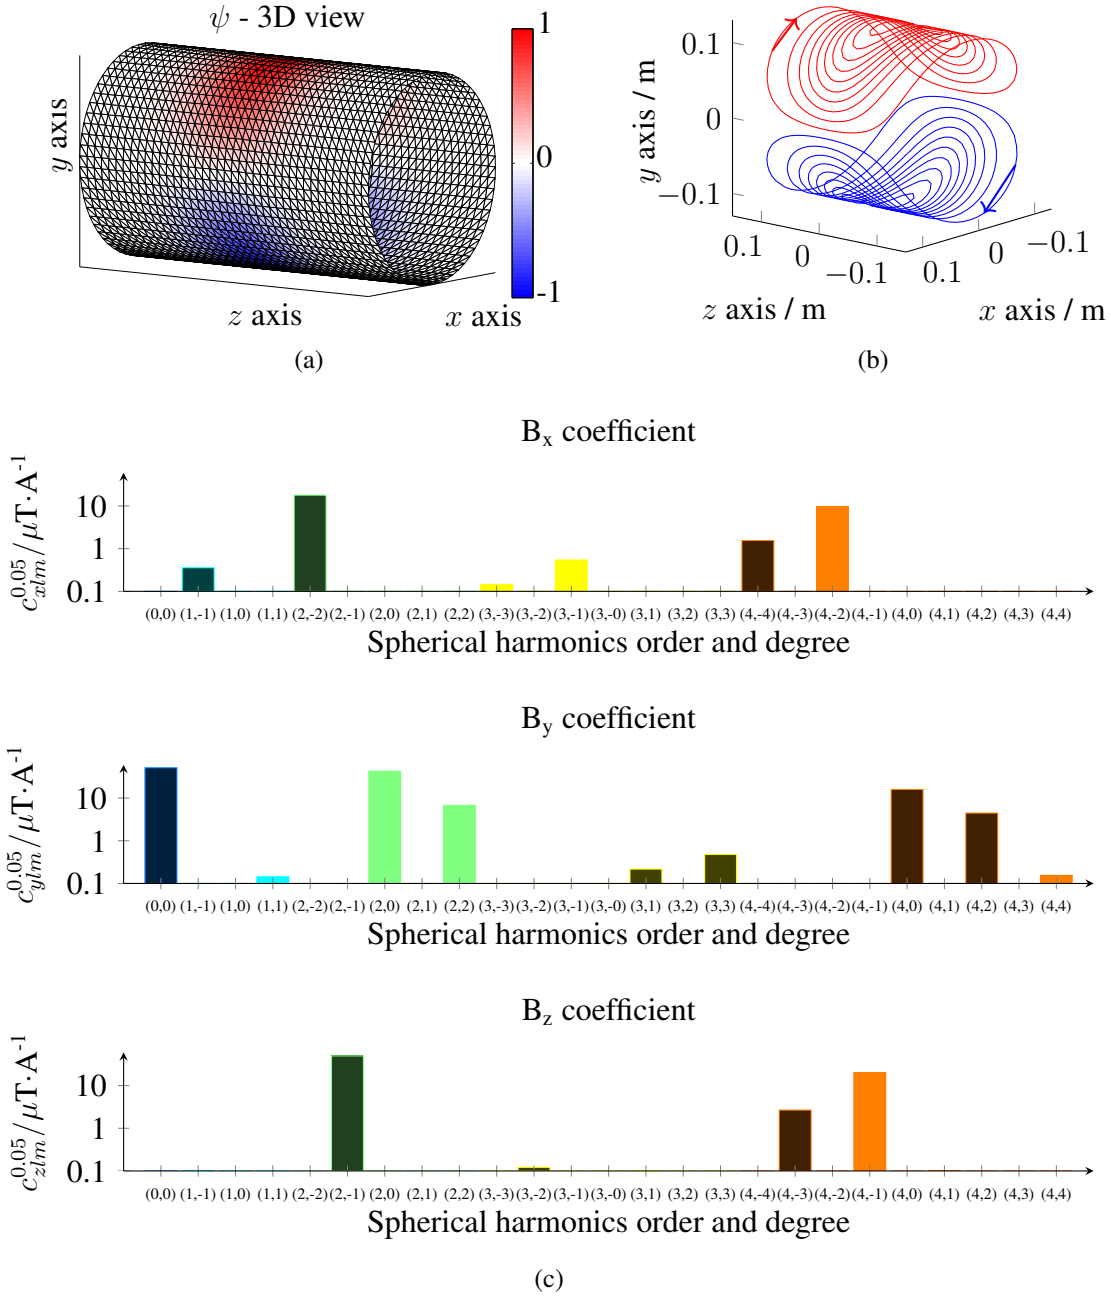 ψ - 3D view
1
0
-1
y axis
z axis
x axis
(a)
0.1
0
−0.1
y axis / m
0.1
0
−0.1
0.1
0
−0.1
z axis / m
x axis / m
(b)
Bx coefficient
c^0.05_xlm / μT·A^-1
10
1
0.1
(0,0) (1,-1) (1,0) (1,1) (2,-2) (2,-1) (2,0) (2,1) (2,2) (3,-3) (3,-2) (3,-1) (3,-0) (3,1) (3,2) (3,3) (4,-4) (4,-3) (4,-2) (4,-1) (4,0) (4,1) (4,2) (4,3) (4,4)
Spherical harmonics order and degree
By coefficient
c^0.05_ylm / μT·A^-1
10
1
0.1
(0,0) (1,-1) (1,0) (1,1) (2,-2) (2,-1) (2,0) (2,1) (2,2) (3,-3) (3,-2) (3,-1) (3,-0) (3,1) (3,2) (3,3) (4,-4) (4,-3) (4,-2) (4,-1) (4,0) (4,1) (4,2) (4,3) (4,4)
Spherical harmonics order and degree
Bz coefficient
c^0.05_zlm / μT·A^-1
10
1
0.1
(0,0) (1,-1) (1,0) (1,1) (2,-2) (2,-1) (2,0) (2,1) (2,2) (3,-3) (3,-2) (3,-1) (3,-0) (3,1) (3,2) (3,3) (4,-4) (4,-3) (4,-2) (4,-1) (4,0) (4,1) (4,2) (4,3) (4,4)
Spherical harmonics order and degree
(c)